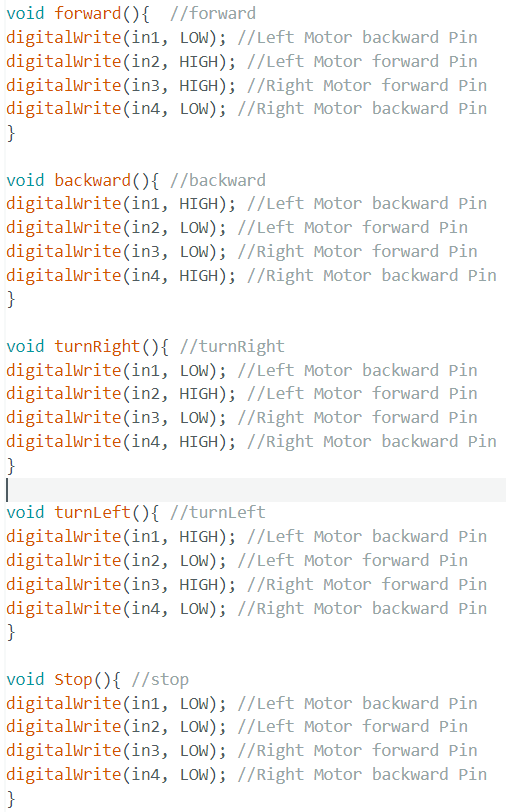 void forward(){  //forward
digitalWrite(in1, LOW); //Left Motor backward Pin
digitalWrite(in2, HIGH); //Left Motor forward Pin
digitalWrite(in3, HIGH); //Right Motor forward Pin
digitalWrite(in4, LOW); //Right Motor backward Pin
}

void backward(){ //backward
digitalWrite(in1, HIGH); //Left Motor backward Pin
digitalWrite(in2, LOW); //Left Motor forward Pin
digitalWrite(in3, LOW); //Right Motor forward Pin
digitalWrite(in4, HIGH); //Right Motor backward Pin
}

void turnRight(){ //turnRight
digitalWrite(in1, LOW); //Left Motor backward Pin
digitalWrite(in2, HIGH); //Left Motor forward Pin
digitalWrite(in3, LOW); //Right Motor forward Pin
digitalWrite(in4, HIGH); //Right Motor backward Pin
}

void turnLeft(){ //turnLeft
digitalWrite(in1, HIGH); //Left Motor backward Pin
digitalWrite(in2, LOW); //Left Motor forward Pin
digitalWrite(in3, HIGH); //Right Motor forward Pin
digitalWrite(in4, LOW); //Right Motor backward Pin
}

void Stop(){ //stop
digitalWrite(in1, LOW); //Left Motor backward Pin
digitalWrite(in2, LOW); //Left Motor forward Pin
digitalWrite(in3, LOW); //Right Motor forward Pin
digitalWrite(in4, LOW); //Right Motor backward Pin
}